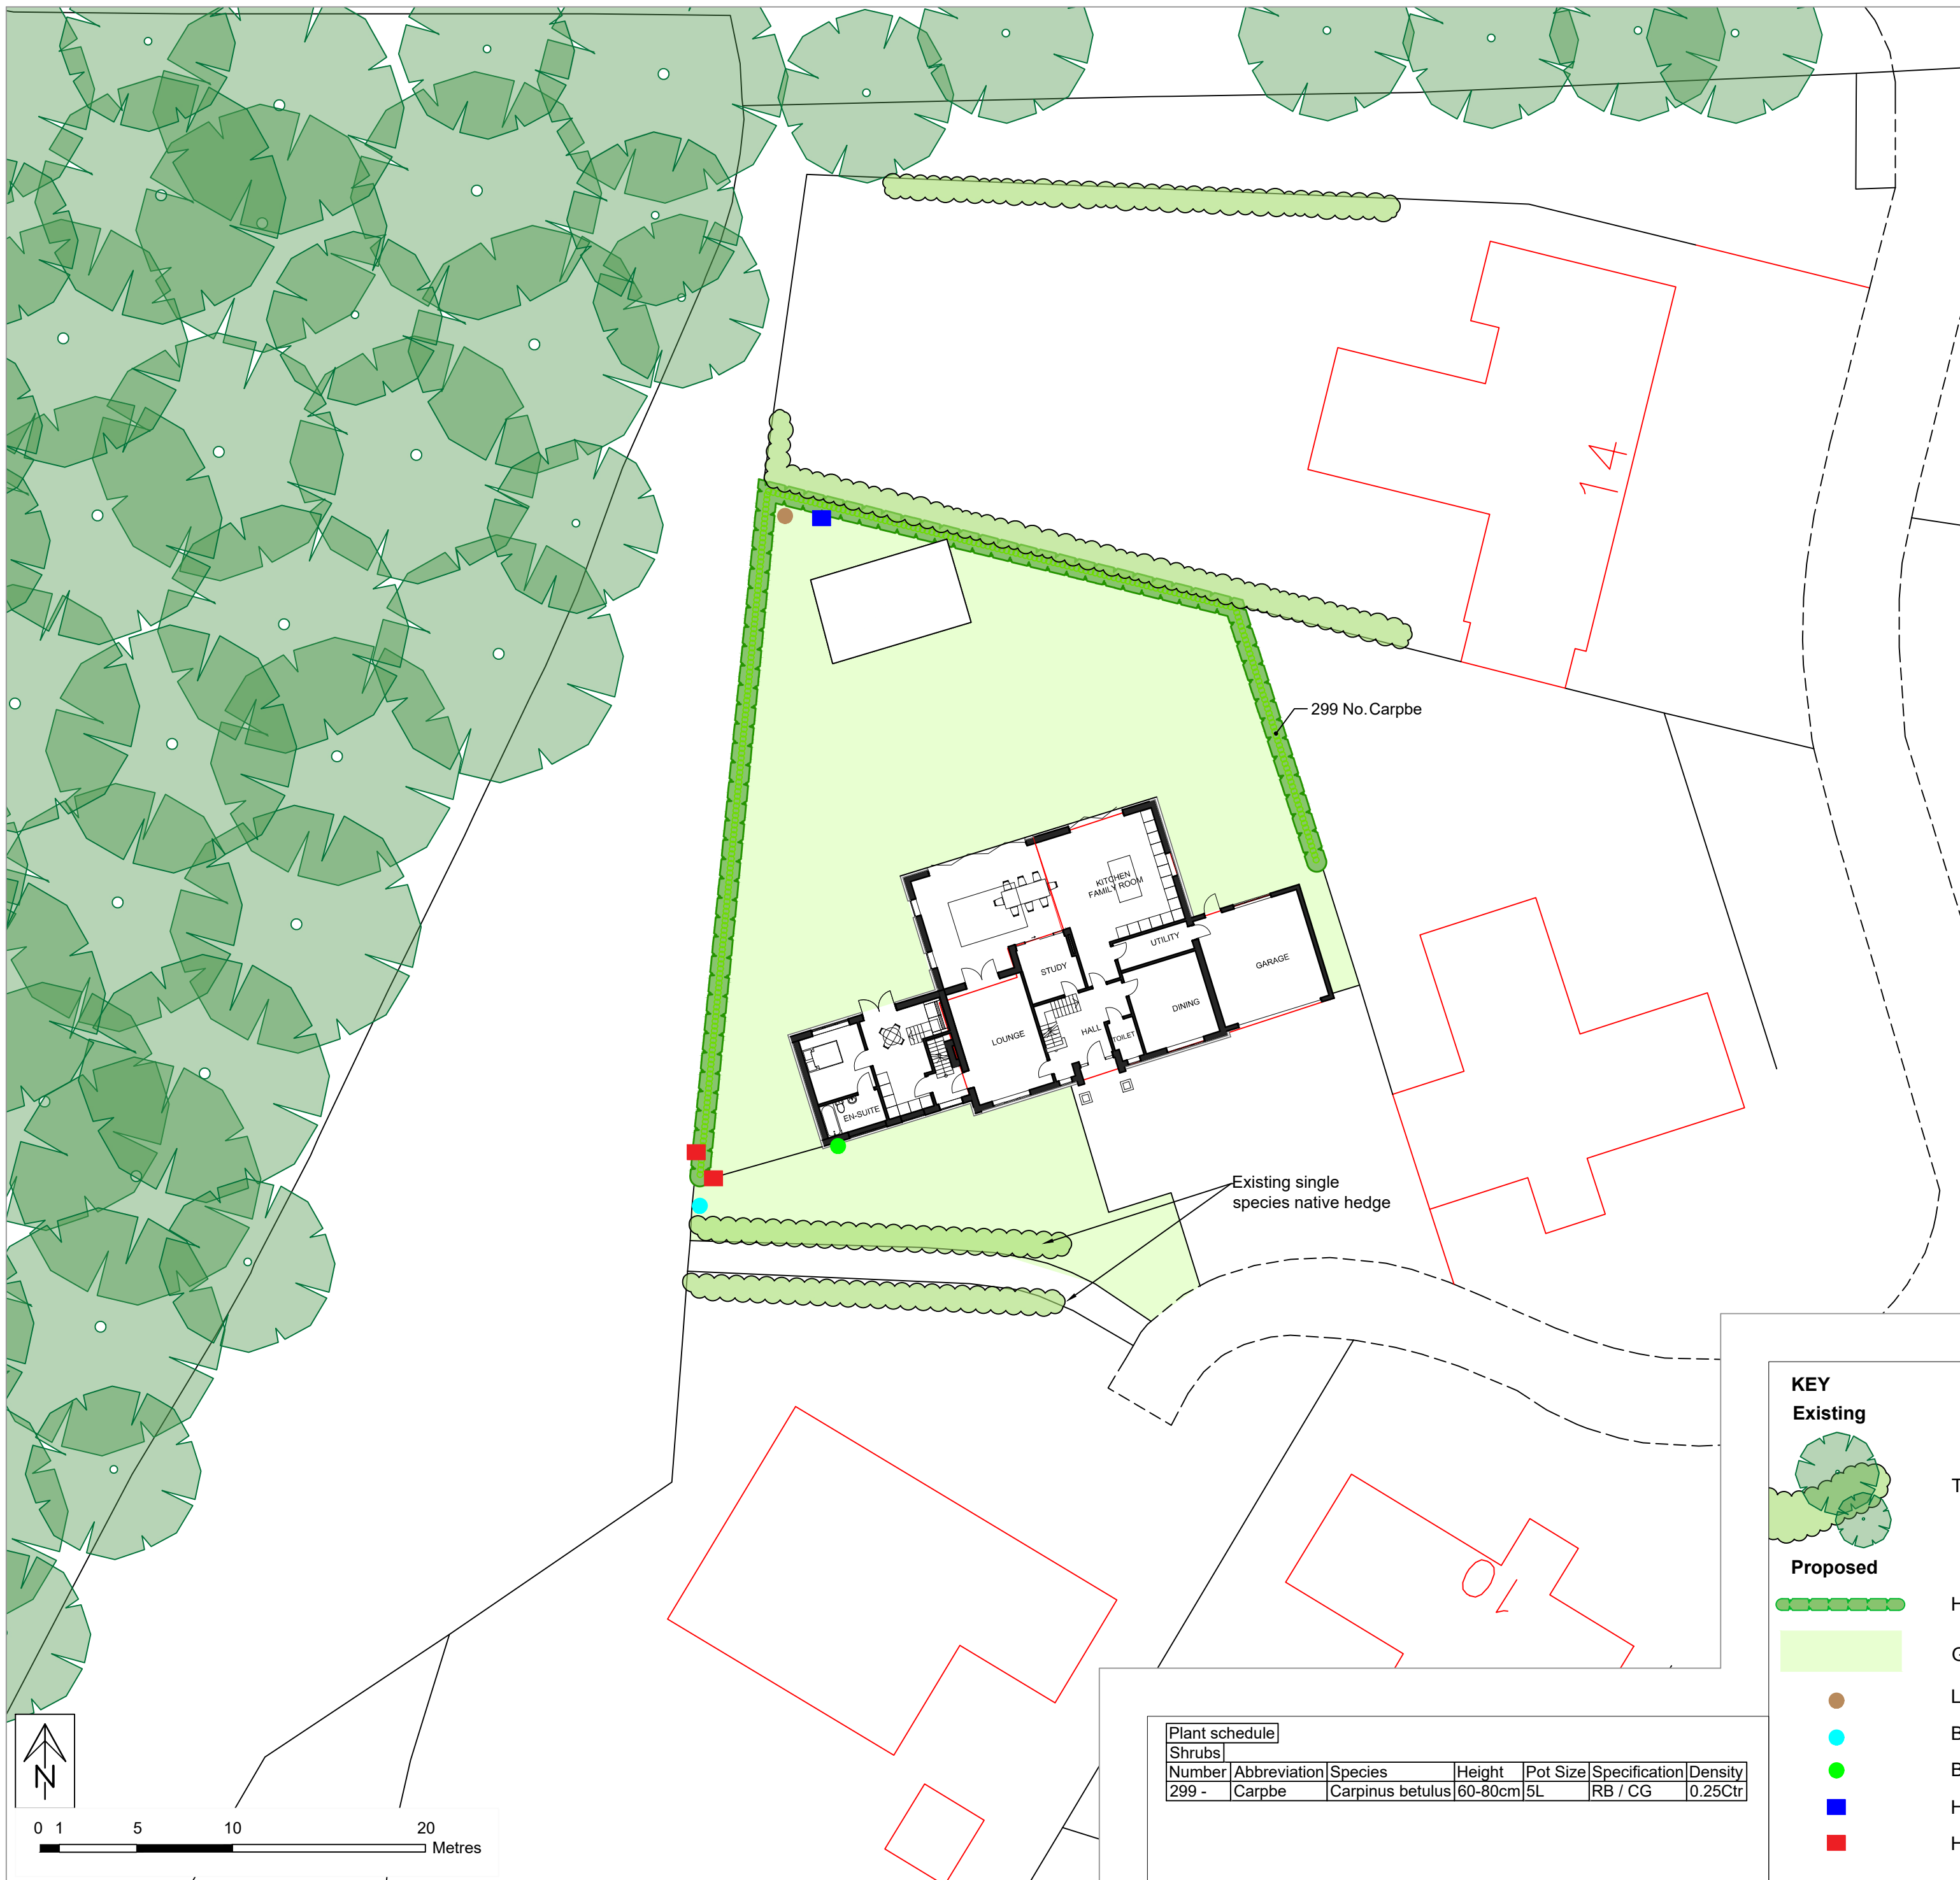 14
299 No.Carpbe
KITCHEN
FAMILY ROOM
UTILITY
STUDY
GARAGE
DINING
LOUNGE
HALL
TOILET
EN-SUITE
Existing single
species native hedge
10
KEY
Existing
T
Proposed
H
G
L
B
B
H
H
Plant schedule
Shrubs
Number Abbreviation Species Height Pot Size Specification Density
299 - Carpbe Carpinus betulus 60-80cm 5L RB / CG 0.25Ctr
N
0 1 5 10 20
Metres